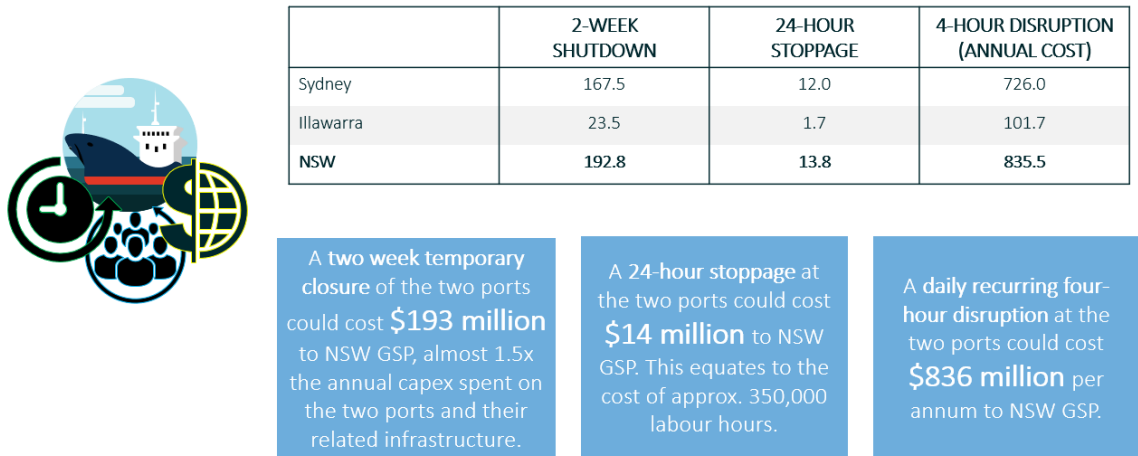 2-WEEK SHUTDOWN 24-HOUR STOPPAGE 4-HOUR DISRUPTION (ANNUAL COST)
Sydney 167.5 12.0 726.0
Illawarra 23.5 1.7 101.7
NSW 192.8 13.8 835.5
A two week temporary
closure of the two ports
could cost $193 million
to NSW GSP, almost 1.5x
the annual capex spent on
the two ports and their
related infrastructure.
A 24-hour stoppage at
the two ports could cost
$14 million to NSW
GSP. This equates to the
cost of approx. 350,000
labour hours.
A daily recurring four-
hour disruption at the
two ports could cost
$836 million per
annum to NSW GSP.